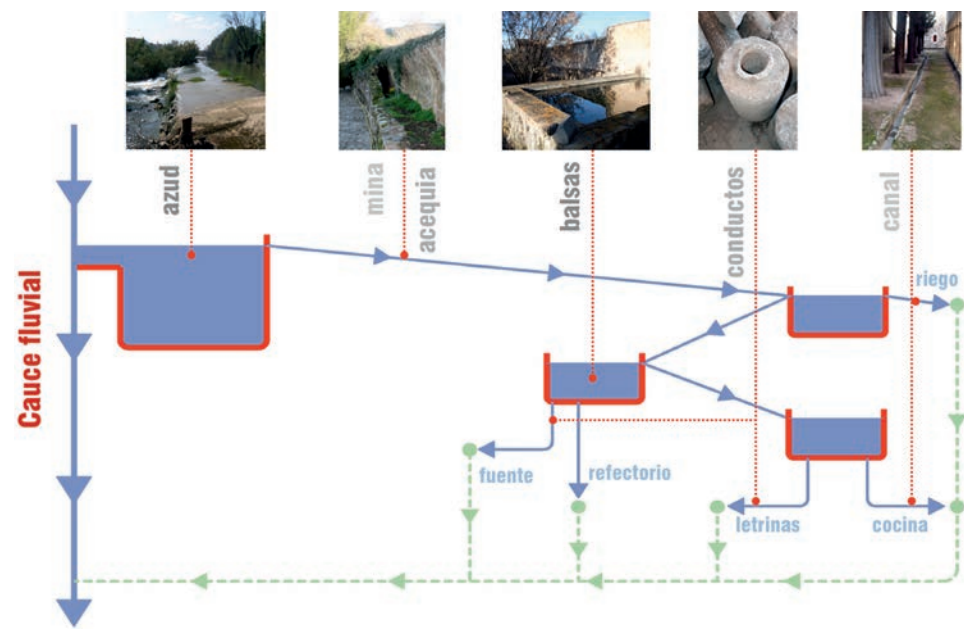 azud
mina
acequia
balsas
conductos
canal
Cauce fluvial
riego
fuente
refectorio
letrinas
cocina